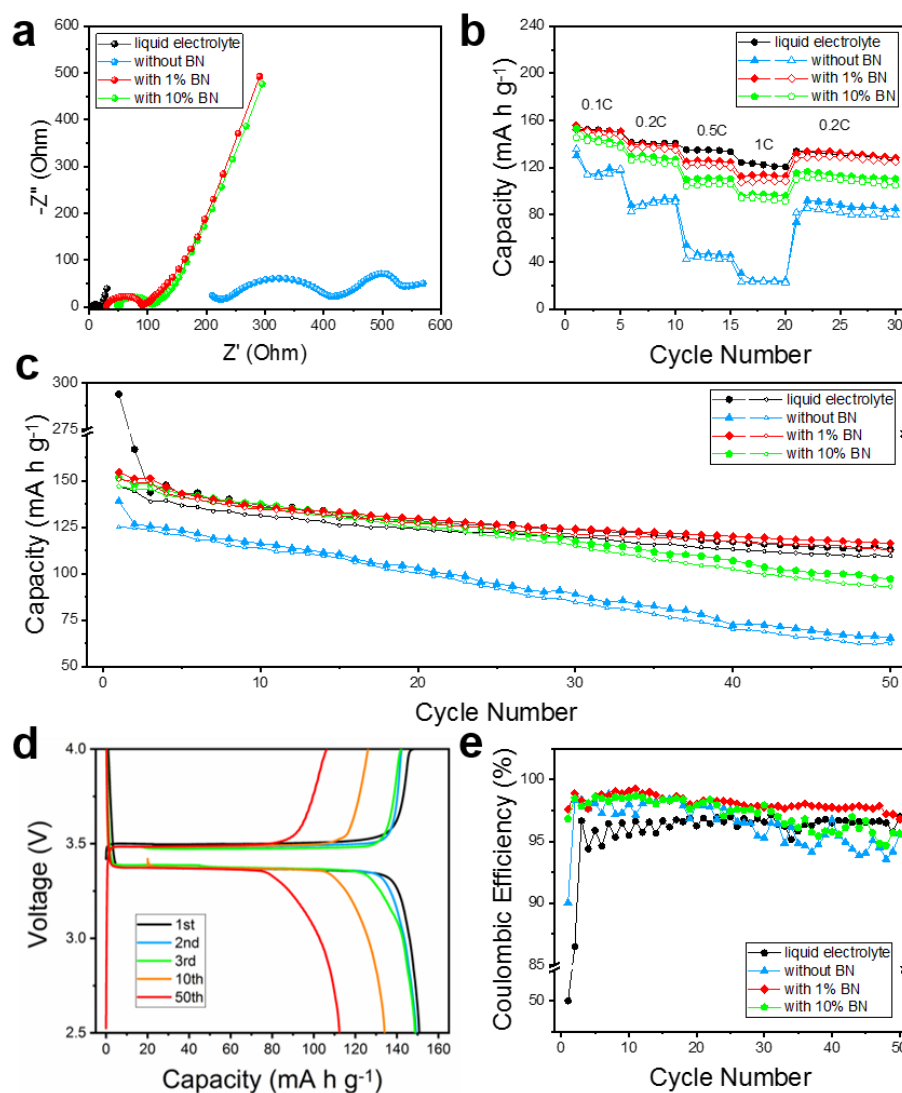 a
600
500
400
300
200
100
0
-Z" (Ohm)
liquid electrolyte
without BN
with 1% BN
with 10% BN
0 100 200 300 400 500 600
Z' (Ohm)
b
240
200
160
120
80
40
0
Capacity (mA h g-1)
liquid electrolyte
without BN
with 1% BN
with 10% BN
0.1C
0.2C
0.5C
1C
0.2C
0 5 10 15 20 25 30
Cycle Number
c
300
275
150
125
100
75
50
Capacity (mA h g-1)
liquid electrolyte
without BN
with 1% BN
with 10% BN
0 10 20 30 40 50
Cycle Number
d
4.0
3.5
3.0
2.5
Voltage (V)
1st
2nd
3rd
10th
50th
0 20 40 60 80 100 120 140 160
Capacity (mA h g-1)
e
100
95
90
85
50
Coulombic Efficiency (%)
liquid electrolyte
without BN
with 1% BN
with 10% BN
0 10 20 30 40 50
Cycle Number